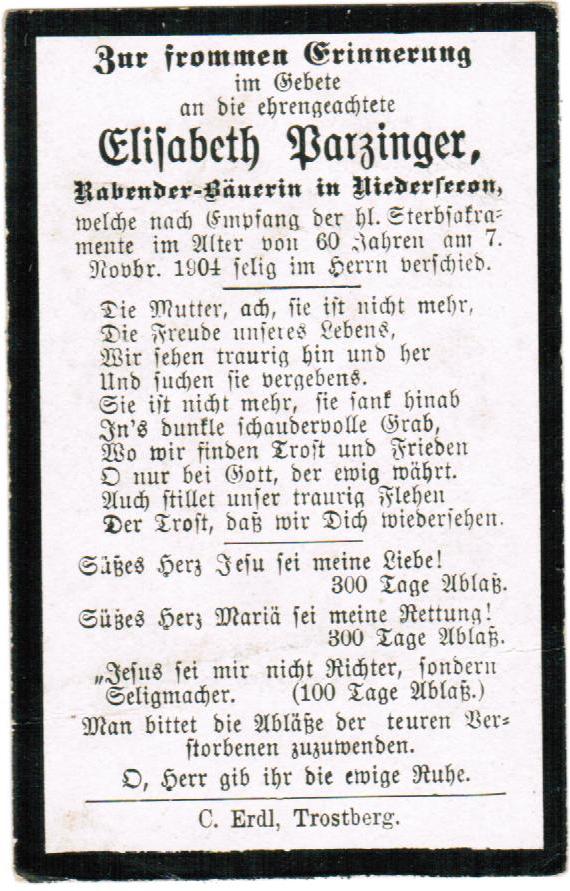 Zur frommen Erinnerung
im Gebete
an die ehrengeachtete
Elisabeth Parzinger,
Rabender-Bäuerin in Niederseeon,
welche nach Empfang der hl. Sterbsakra-
mente im Alter von 60 Jahren am 7.
Novbr. 1904 selig im Herrn verschied.
Die Mutter, ach, sie ist nicht mehr,
Die Freude unseres Lebens,
Wir sehen traurig hin und her
Und suchen sie vergebens.
Sie ist nicht mehr, sie sank hinab
In's dunkle schaudervolle Grab,
Wo wir finden Trost und Frieden
O nur bei Gott, der ewig währt.
Auch stillet unser traurig Flehen
Der Trost, daß wir Dich wiedersehen.
Süßes Herz Jesu sei meine Liebe!
300 Tage Ablaß.
Süßes Herz Mariä sei meine Rettung!
300 Tage Ablaß.
„Jesus sei mir nicht Richter, sondern
Seligmacher. (100 Tage Ablaß.)
Man bittet die Abläße der teuren Ver-
storbenen zuzuwenden.
O, Herr gib ihr die ewige Ruhe.
C. Erdl, Trostberg.